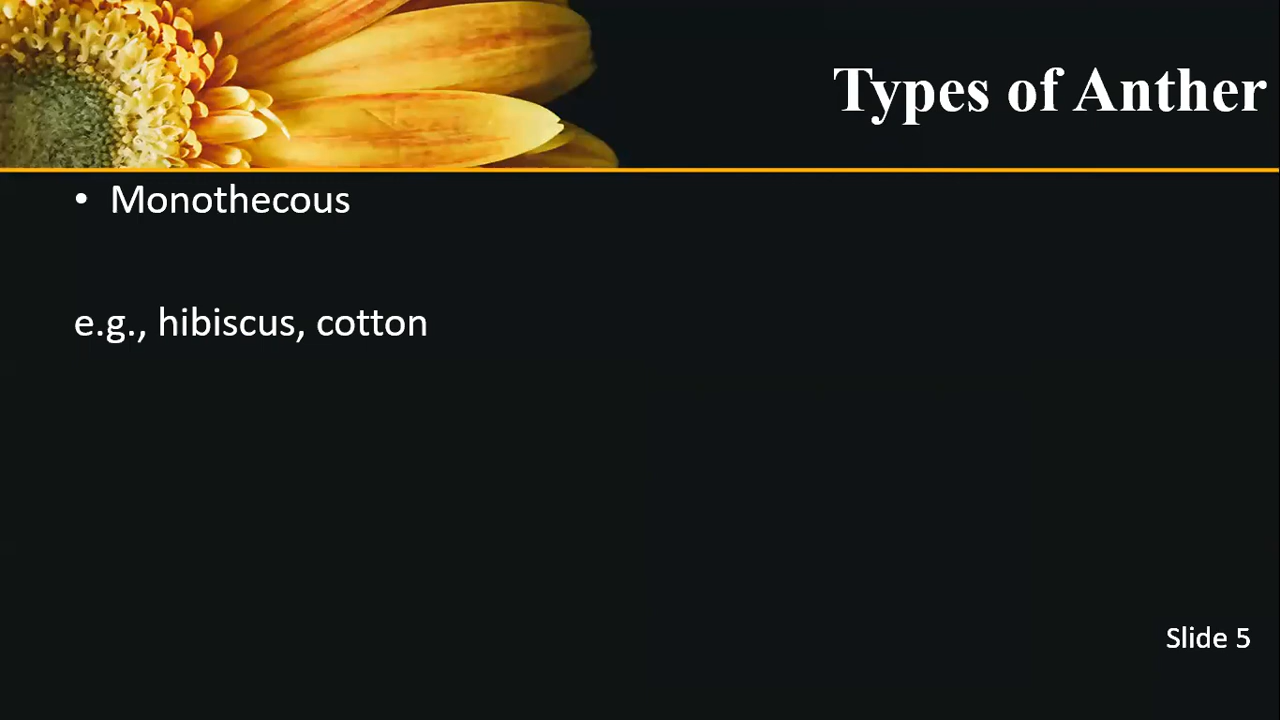 Types of Anther
• Monothecous
e.g., hibiscus, cotton
Slide 5